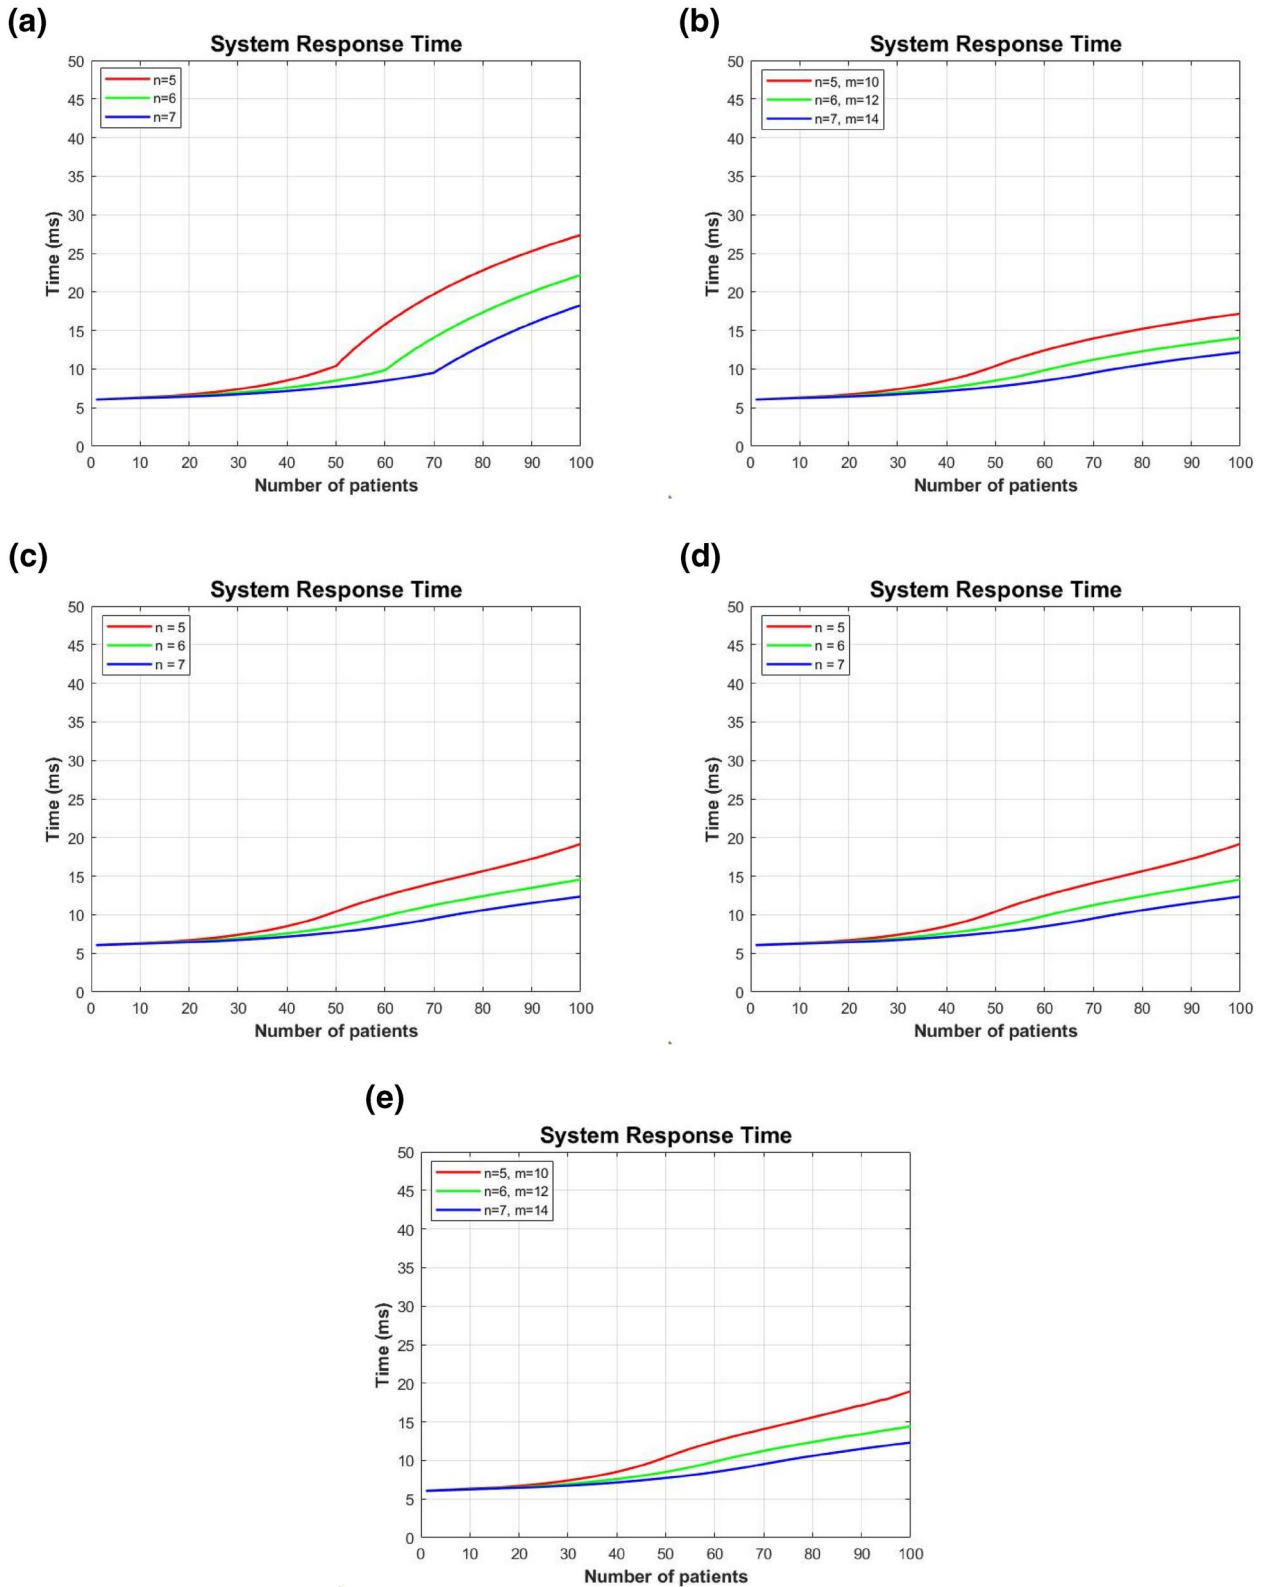 (a)
System Response Time
n=5
n=6
n=7
50
45
40
35
30
25
20
15
10
5
0
Time (ms)
0 10 20 30 40 50 60 70 80 90 100
Number of patients
(b)
System Response Time
n=5, m=10
n=6, m=12
n=7, m=14
50
45
40
35
30
25
20
15
10
5
0
Time (ms)
0 10 20 30 40 50 60 70 80 90 100
Number of patients
(c)
System Response Time
n = 5
n = 6
n = 7
50
45
40
35
30
25
20
15
10
5
0
Time (ms)
0 10 20 30 40 50 60 70 80 90 100
Number of patients
(d)
System Response Time
n = 5
n = 6
n = 7
50
45
40
35
30
25
20
15
10
5
0
Time (ms)
0 10 20 30 40 50 60 70 80 90 100
Number of patients
(e)
System Response Time
n=5, m=10
n=6, m=12
n=7, m=14
50
45
40
35
30
25
20
15
10
5
0
Time (ms)
0 10 20 30 40 50 60 70 80 90 100
Number of patients